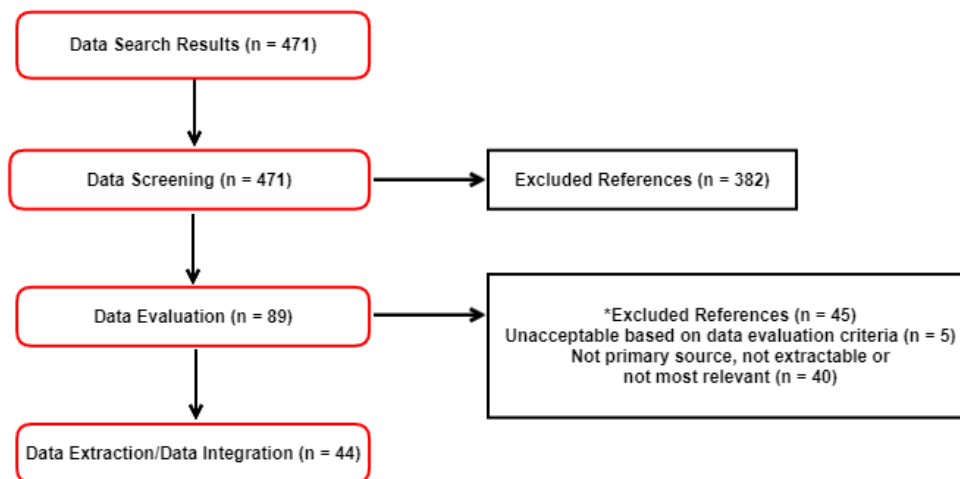 Data Search Results (n = 471)
Data Screening (n = 471)
Excluded References (n = 382)
Data Evaluation (n = 89)
*Excluded References (n = 45)
Unacceptable based on data evaluation criteria (n = 5)
Not primary source, not extractable or
not most relevant (n = 40)
Data Extraction/Data Integration (n = 44)